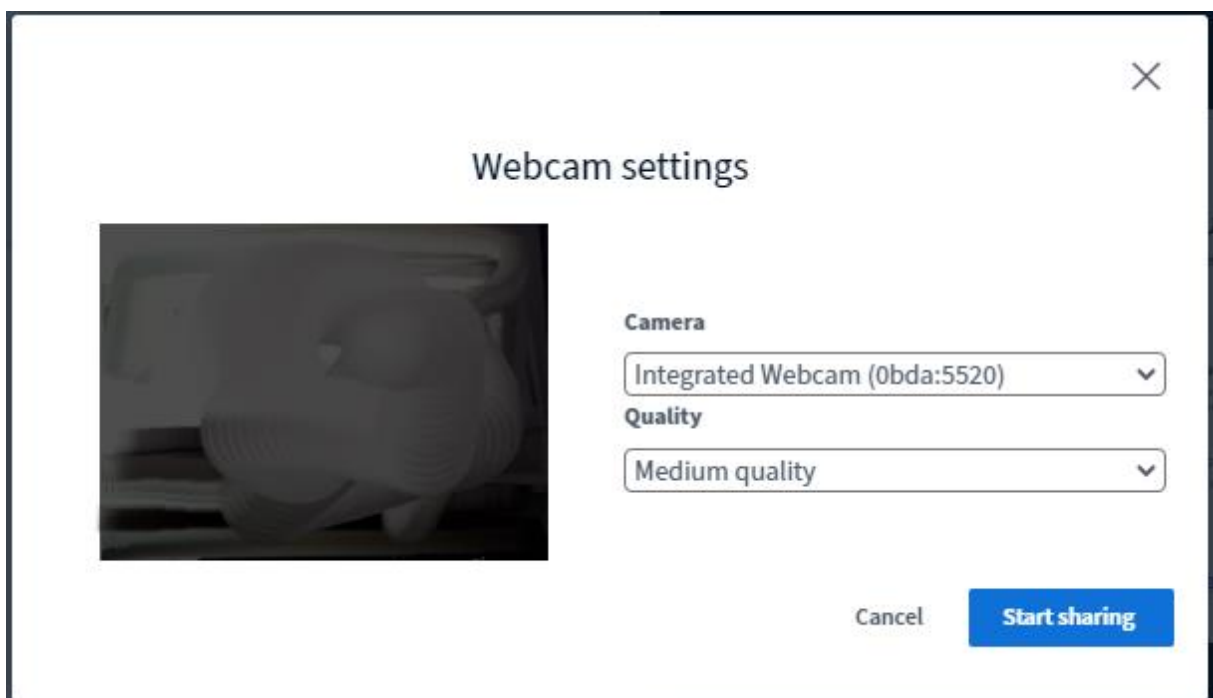 Webcam settings
Camera
Integrated Webcam (0bda:5520)
Quality
Medium quality
Cancel
Start sharing